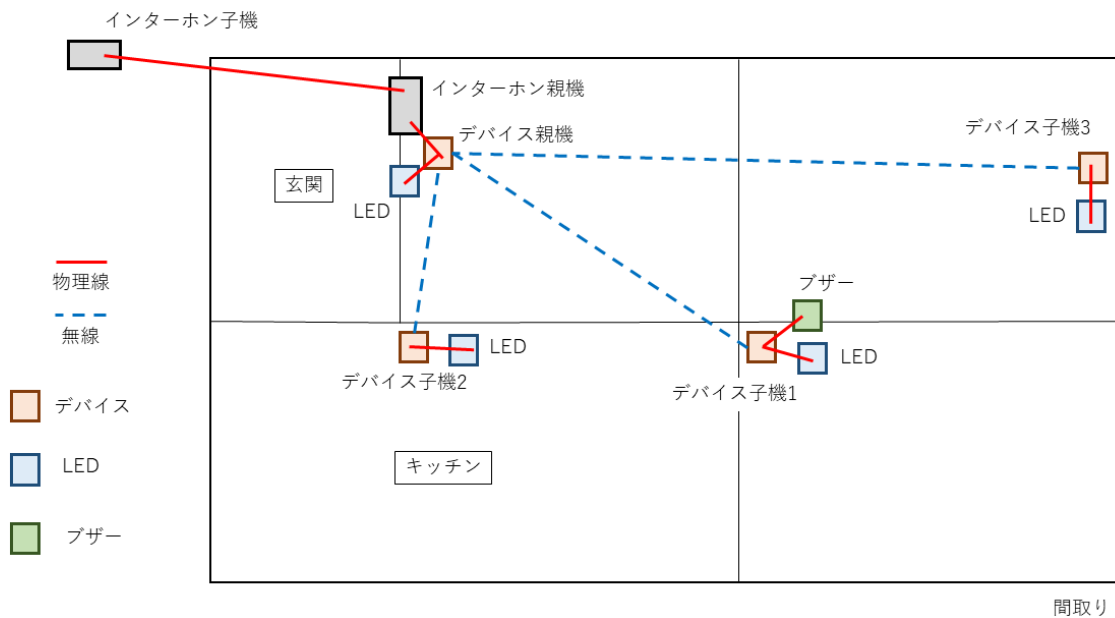 インターホン子機
インターホン親機
デバイス親機
デバイス子機3
玄関
LED
LED
物理線
無線
ブザー
LED
LED
デバイス子機2
デバイス子機1
デバイス
LED
キッチン
ブザー
間取り